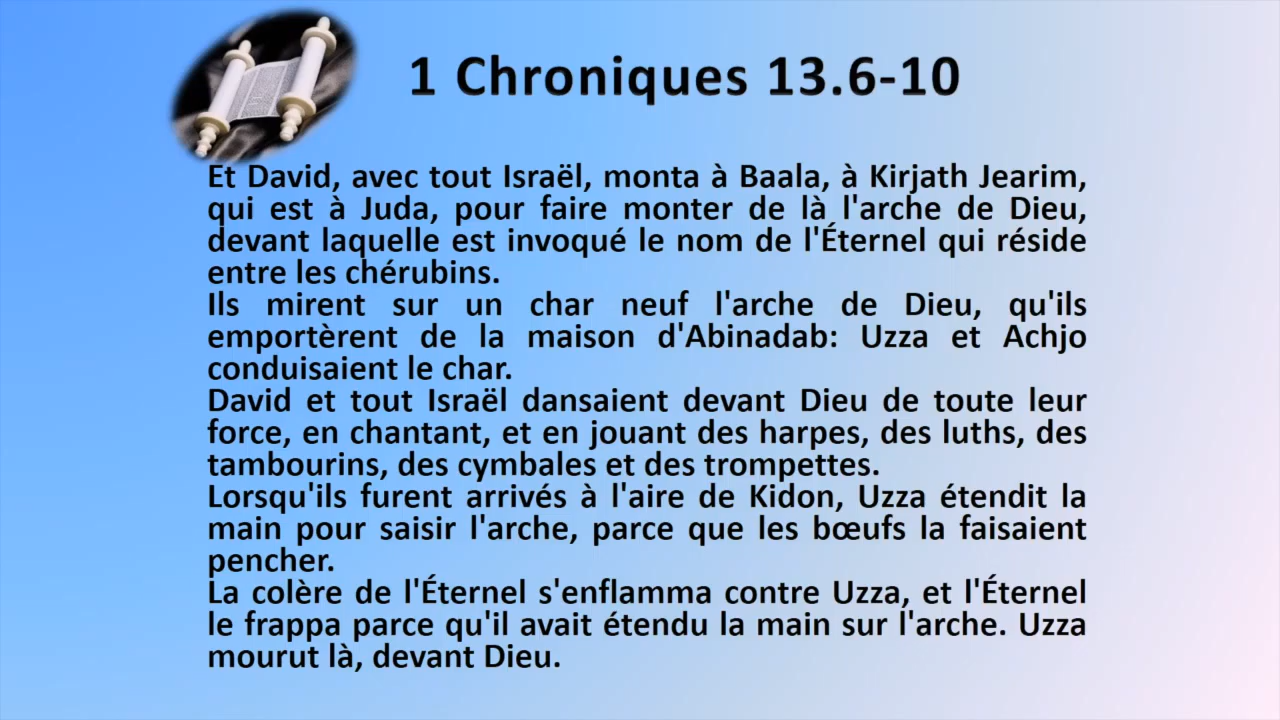 1 Chroniques 13.6-10
Et David, avec tout Israël, monta à Baala, à Kirjath Jearim,
qui est à Juda, pour faire monter de là l'arche de Dieu,
devant laquelle est invoqué le nom de l'Éternel qui réside
entre les chérubins.
Ils mirent sur un char neuf l'arche de Dieu, qu'ils
emportèrent de la maison d'Abinadab: Uzza et Achjo
conduisaient le char.
David et tout Israël dansaient devant Dieu de toute leur
force, en chantant, et en jouant des harpes, des luths, des
tambourins, des cymbales et des trompettes.
Lorsqu'ils furent arrivés à l'aire de Kidon, Uzza étendit la
main pour saisir l'arche, parce que les bœufs la faisaient
pencher.
La colère de l'Éternel s'enflamma contre Uzza, et l'Éternel
le frappa parce qu'il avait étendu la main sur l'arche. Uzza
mourut là, devant Dieu.